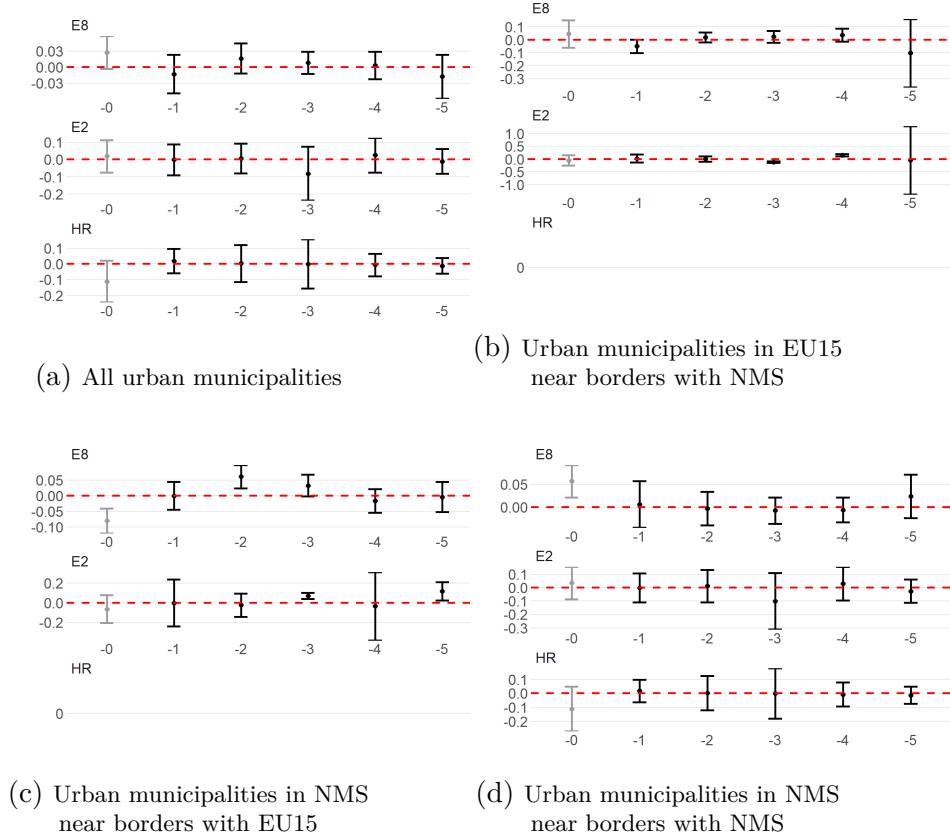 E8
0.03
0.00
-0.03
-0 -1 -2 -3 -4 -5
E2
0.1
0.0
-0.1
-0.2
-0 -1 -2 -3 -4 -5
HR
0.1
0.0
-0.1
-0.2
-0 -1 -2 -3 -4 -5
(a) All urban municipalities
E8
0.1
0.0
-0.1
-0.2
-0.3
-0 -1 -2 -3 -4 -5
E2
1.0
0.5
0.0
-0.5
-1.0
-0 -1 -2 -3 -4 -5
HR
0
(b) Urban municipalities in EU15
near borders with NMS
E8
0.05
0.00
-0.05
-0.10
-0 -1 -2 -3 -4 -5
E2
0.2
0.0
-0.2
-0 -1 -2 -3 -4 -5
HR
0
(c) Urban municipalities in NMS
near borders with EU15
E8
0.05
0.00
-0 -1 -2 -3 -4 -5
E2
0.1
0.0
-0.1
-0.2
-0.3
-0 -1 -2 -3 -4 -5
HR
0.1
0.0
-0.1
-0.2
-0 -1 -2 -3 -4 -5
(d) Urban municipalities in NMS
near borders with NMS